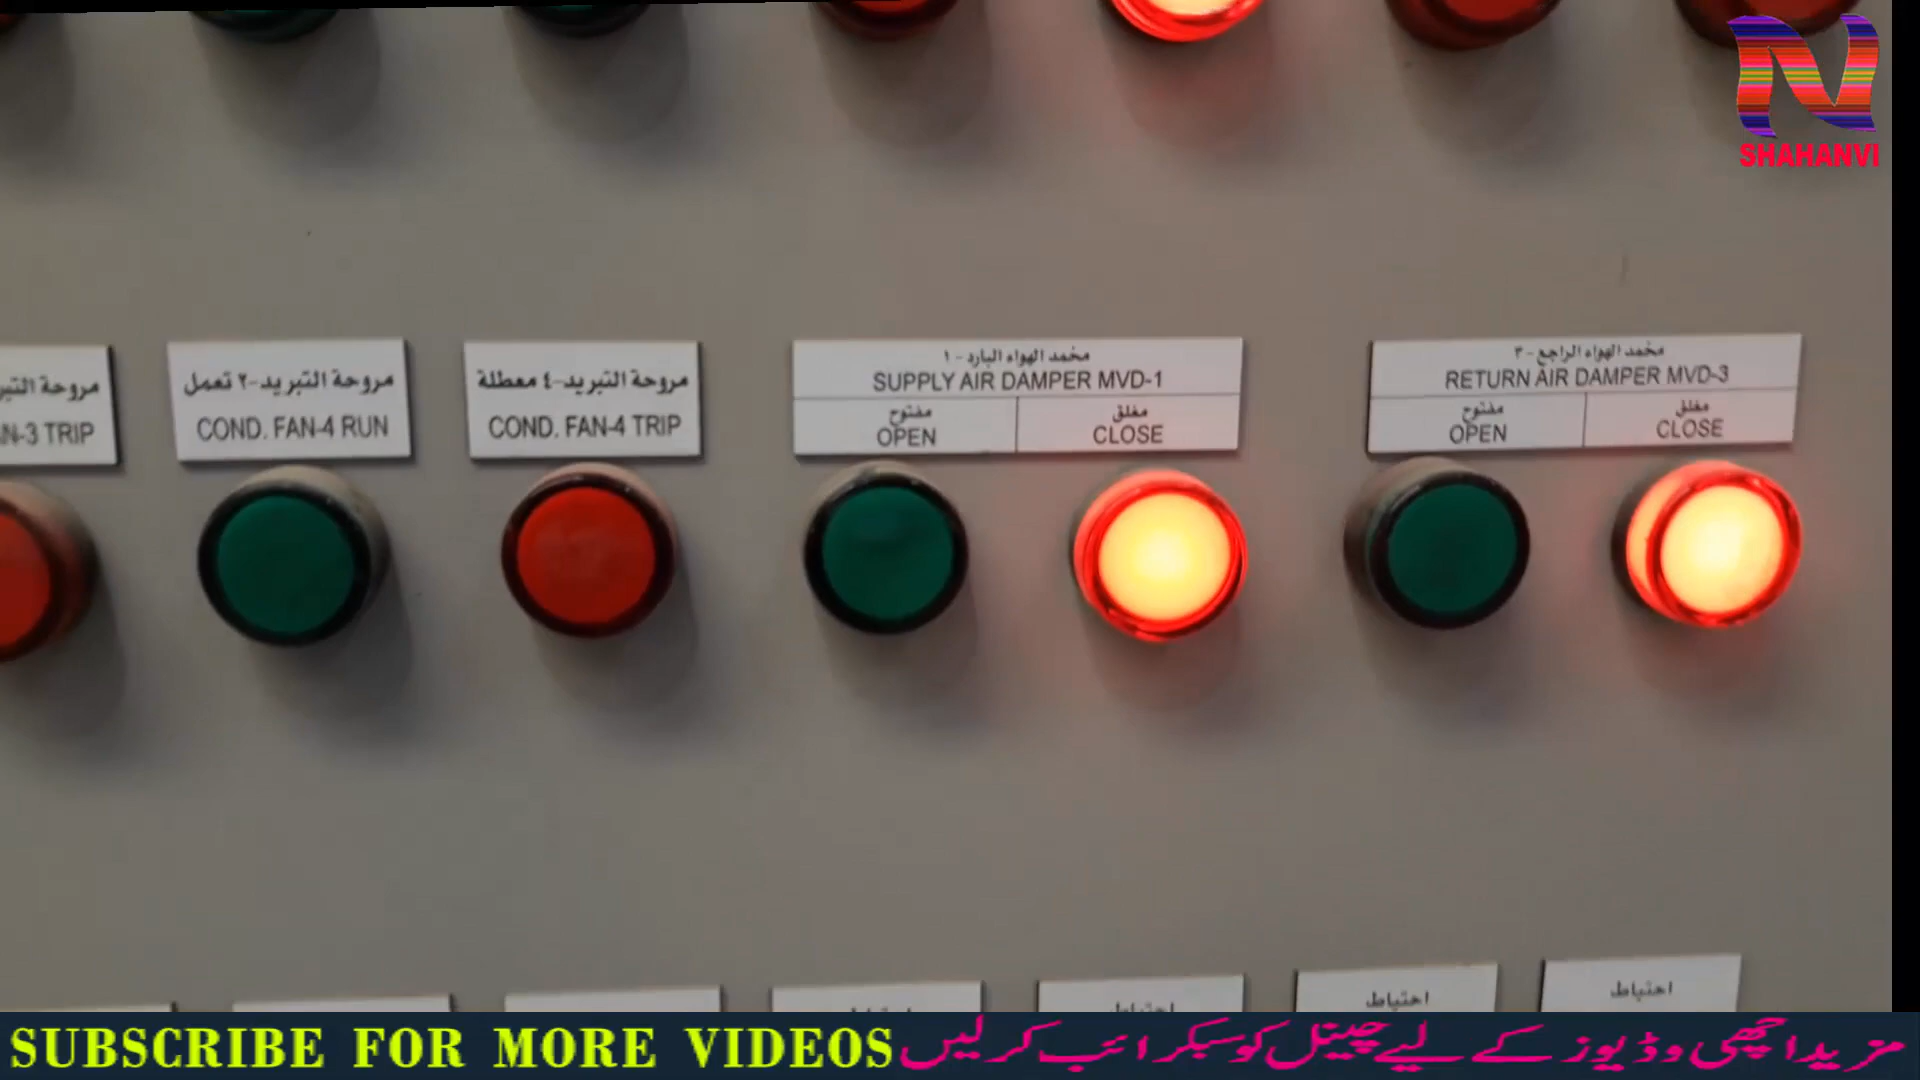 SHAHANVI
مروحة التبريد-٢ تعمل
COND. FAN-4 RUN
مروحة التبريد-٤ معطلة
COND. FAN-4 TRIP
مخمد الهواء البارد - ١
SUPPLY AIR DAMPER MVD-1
مفتوح
OPEN
مغلق
CLOSE
مخمد الهواء الراجع - ٣
RETURN AIR DAMPER MVD-3
مفتوح
OPEN
مغلق
CLOSE
N-3 TRIP
احتياط
احتياط
SUBSCRIBE FOR MORE VIDEOS
مزید اچھی وڈیوز کے لیے چینل کو سبکرائب کرلیں